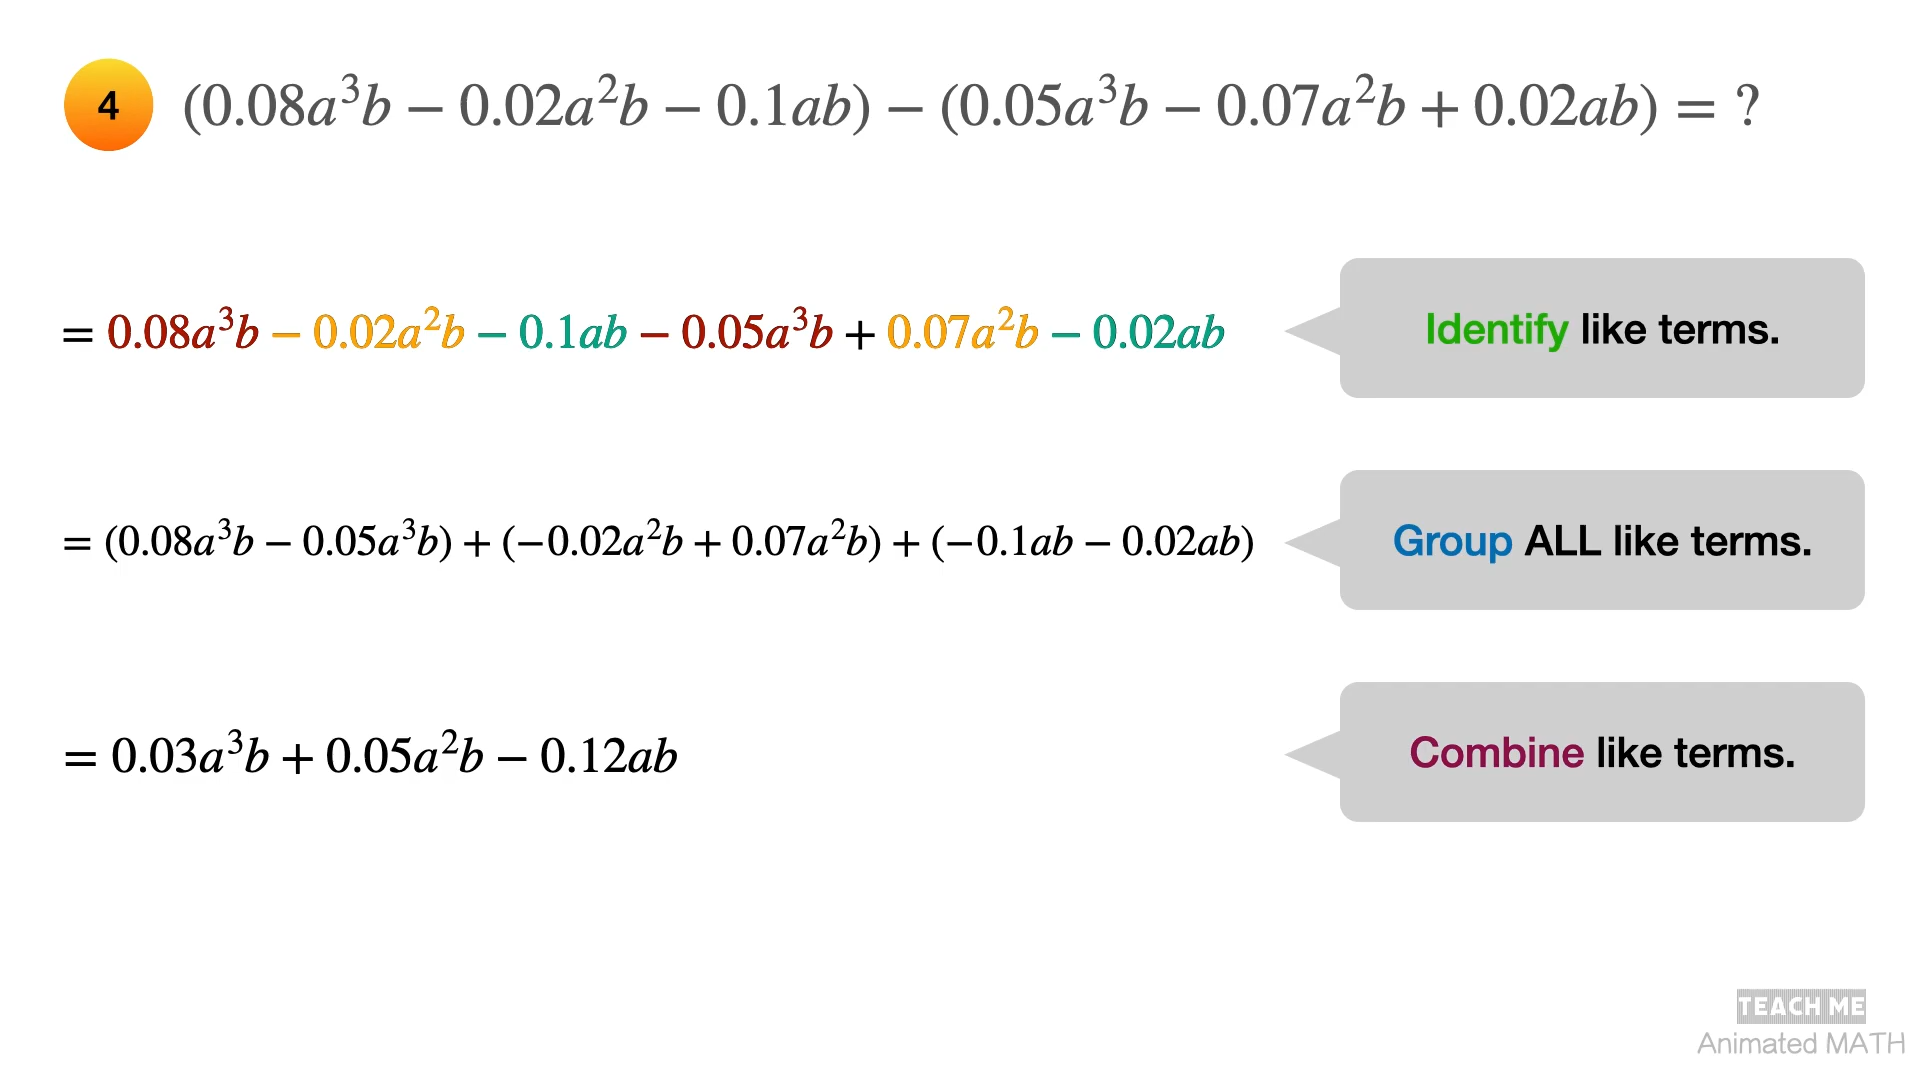 4 (0.08a³b − 0.02a²b − 0.1ab) − (0.05a³b − 0.07a²b + 0.02ab) = ?
= 0.08a³b − 0.02a²b − 0.1ab − 0.05a³b + 0.07a²b − 0.02ab
Identify like terms.
= (0.08a³b − 0.05a³b) + (−0.02a²b + 0.07a²b) + (−0.1ab − 0.02ab)
Group ALL like terms.
= 0.03a³b + 0.05a²b − 0.12ab
Combine like terms.
TEACH ME
Animated MATH